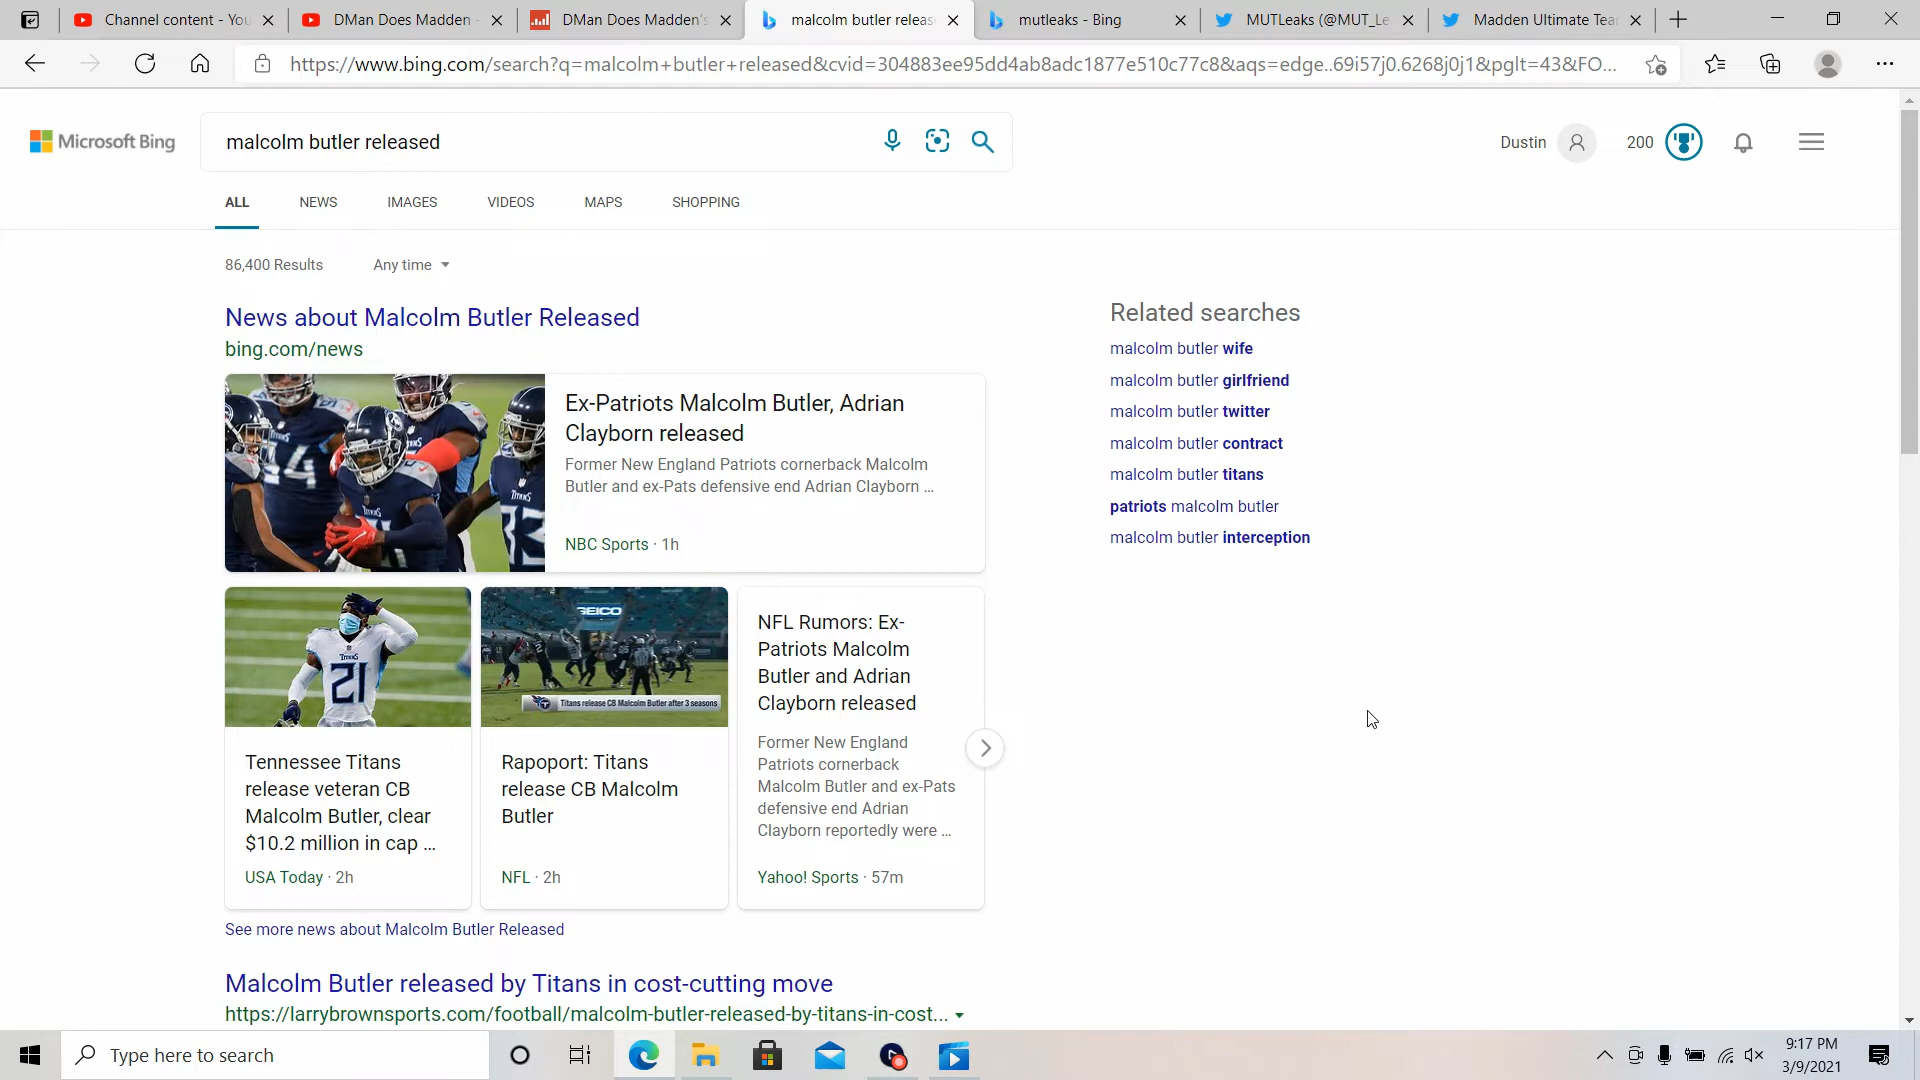 Channel content - You
DMan Does Madden -
DMan Does Madden's
malcolm butler releas
mutleaks - Bing
MUTLeaks (@MUT_Le
Madden Ultimate Tea
https://www.bing.com/search?q=malcolm+butler+released&cvid=304883ee95dd4ab8adc1877e510c77c8&aqs=edge..69i57j0.6268j0j1&pglt=43&FO...
Microsoft Bing
malcolm butler released
Dustin
200
ALL
NEWS
IMAGES
VIDEOS
MAPS
SHOPPING
86,400 Results
Any time
News about Malcolm Butler Released
bing.com/news
Ex-Patriots Malcolm Butler, Adrian
Clayborn released
Former New England Patriots cornerback Malcolm
Butler and ex-Pats defensive end Adrian Clayborn ...
NBC Sports · 1h
21
GEICO
Titans release CB Malcolm Butler after 3 seasons
Tennessee Titans
release veteran CB
Malcolm Butler, clear
$10.2 million in cap ...
USA Today · 2h
Rapoport: Titans
release CB Malcolm
Butler
NFL · 2h
NFL Rumors: Ex-
Patriots Malcolm
Butler and Adrian
Clayborn released
Former New England
Patriots cornerback
Malcolm Butler and ex-Pats
defensive end Adrian
Clayborn reportedly were ...
Yahoo! Sports · 57m
See more news about Malcolm Butler Released
Malcolm Butler released by Titans in cost-cutting move
https://larrybrownsports.com/football/malcolm-butler-released-by-titans-in-cost...
Related searches
malcolm butler wife
malcolm butler girlfriend
malcolm butler twitter
malcolm butler contract
malcolm butler titans
patriots malcolm butler
malcolm butler interception
Type here to search
9:17 PM
3/9/2021